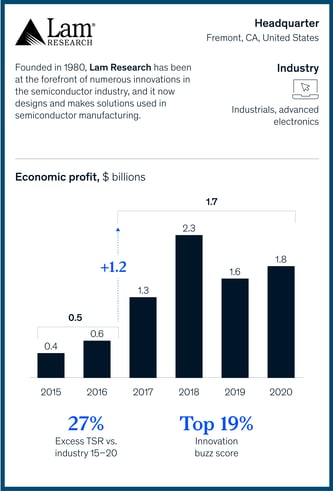 Lam®
RESEARCH
Headquarter
Fremont, CA, United States
Founded in 1980, Lam Research has been
at the forefront of numerous innovations in
the semiconductor industry, and it now
designs and makes solutions used in
semiconductor manufacturing.
Industry
Industrials, advanced
electronics
Economic profit, $ billions
1.7
2.3
+1.2
1.8
1.6
1.3
0.5
0.6
0.4
2015 2016 2017 2018 2019 2020
27%
Excess TSR vs.
industry 15–20
Top 19%
Innovation
buzz score